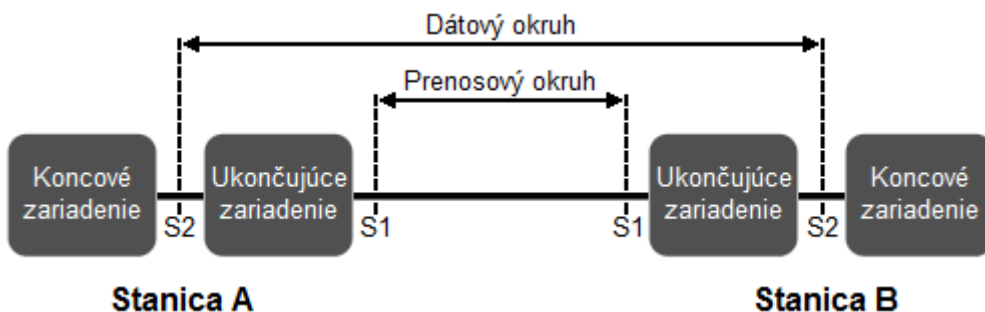 Dátový okruh
Prenosový okruh
Koncové
zariadenie
Ukončujúce
zariadenie
Ukončujúce
zariadenie
Koncové
zariadenie
S2
S1
S1
S2
Stanica A
Stanica B